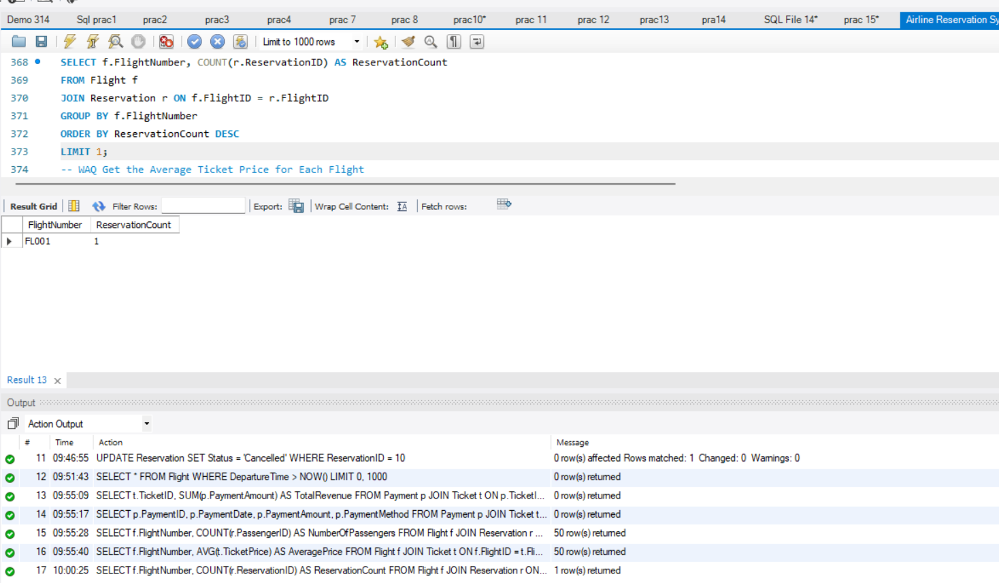 Demo 314 Sql prac1 prac2 prac3 prac4 prac 7 prac 8 prac10* prac 11 prac 12 prac13 pra14 SQL File 14* prac 15* Airline Reservation Sy
Limit to 1000 rows
368 SELECT f.FlightNumber, COUNT(r.ReservationID) AS ReservationCount
369 FROM Flight f
370 JOIN Reservation r ON f.FlightID = r.FlightID
371 GROUP BY f.FlightNumber
372 ORDER BY ReservationCount DESC
373 LIMIT 1;
374 -- WAQ Get the Average Ticket Price for Each Flight
Result Grid Filter Rows: Export: Wrap Cell Content: Fetch rows:
FlightNumber ReservationCount
FL001 1
Result 13
Output
Action Output
# Time Action Message
11 09:46:55 UPDATE Reservation SET Status = 'Cancelled' WHERE ReservationID = 10 0 row(s) affected Rows matched: 1 Changed: 0 Warnings: 0
12 09:51:43 SELECT * FROM Flight WHERE DepartureTime > NOW() LIMIT 0, 1000 0 row(s) returned
13 09:55:09 SELECT t.TicketID, SUM(p.PaymentAmount) AS TotalRevenue FROM Payment p JOIN Ticket t ON p.TicketI... 0 row(s) returned
14 09:55:17 SELECT p.PaymentID, p.PaymentDate, p.PaymentAmount, p.PaymentMethod FROM Payment p JOIN Ticket t... 0 row(s) returned
15 09:55:28 SELECT f.FlightNumber, COUNT(r.PassengerID) AS NumberOfPassengers FROM Flight f JOIN Reservation r ... 50 row(s) returned
16 09:55:40 SELECT f.FlightNumber, AVG(t.TicketPrice) AS AveragePrice FROM Flight f JOIN Ticket t ON f.FlightID = t.Fli... 50 row(s) returned
17 10:00:25 SELECT f.FlightNumber, COUNT(r.ReservationID) AS ReservationCount FROM Flight f JOIN Reservation r ON... 1 row(s) returned